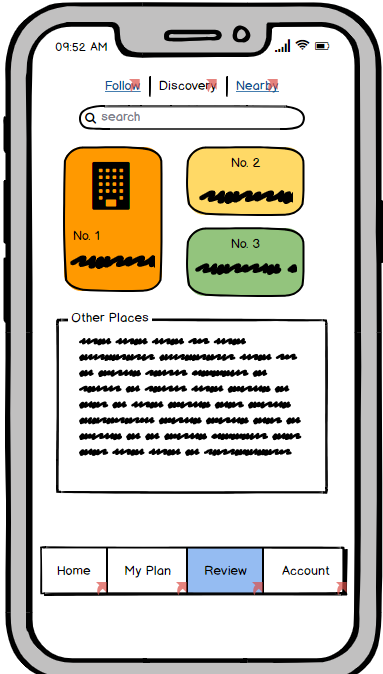 09:52 AM
Follow Discovery Nearby
search
No. 1
No. 2
No. 3
Other Places
Home My Plan Review Account